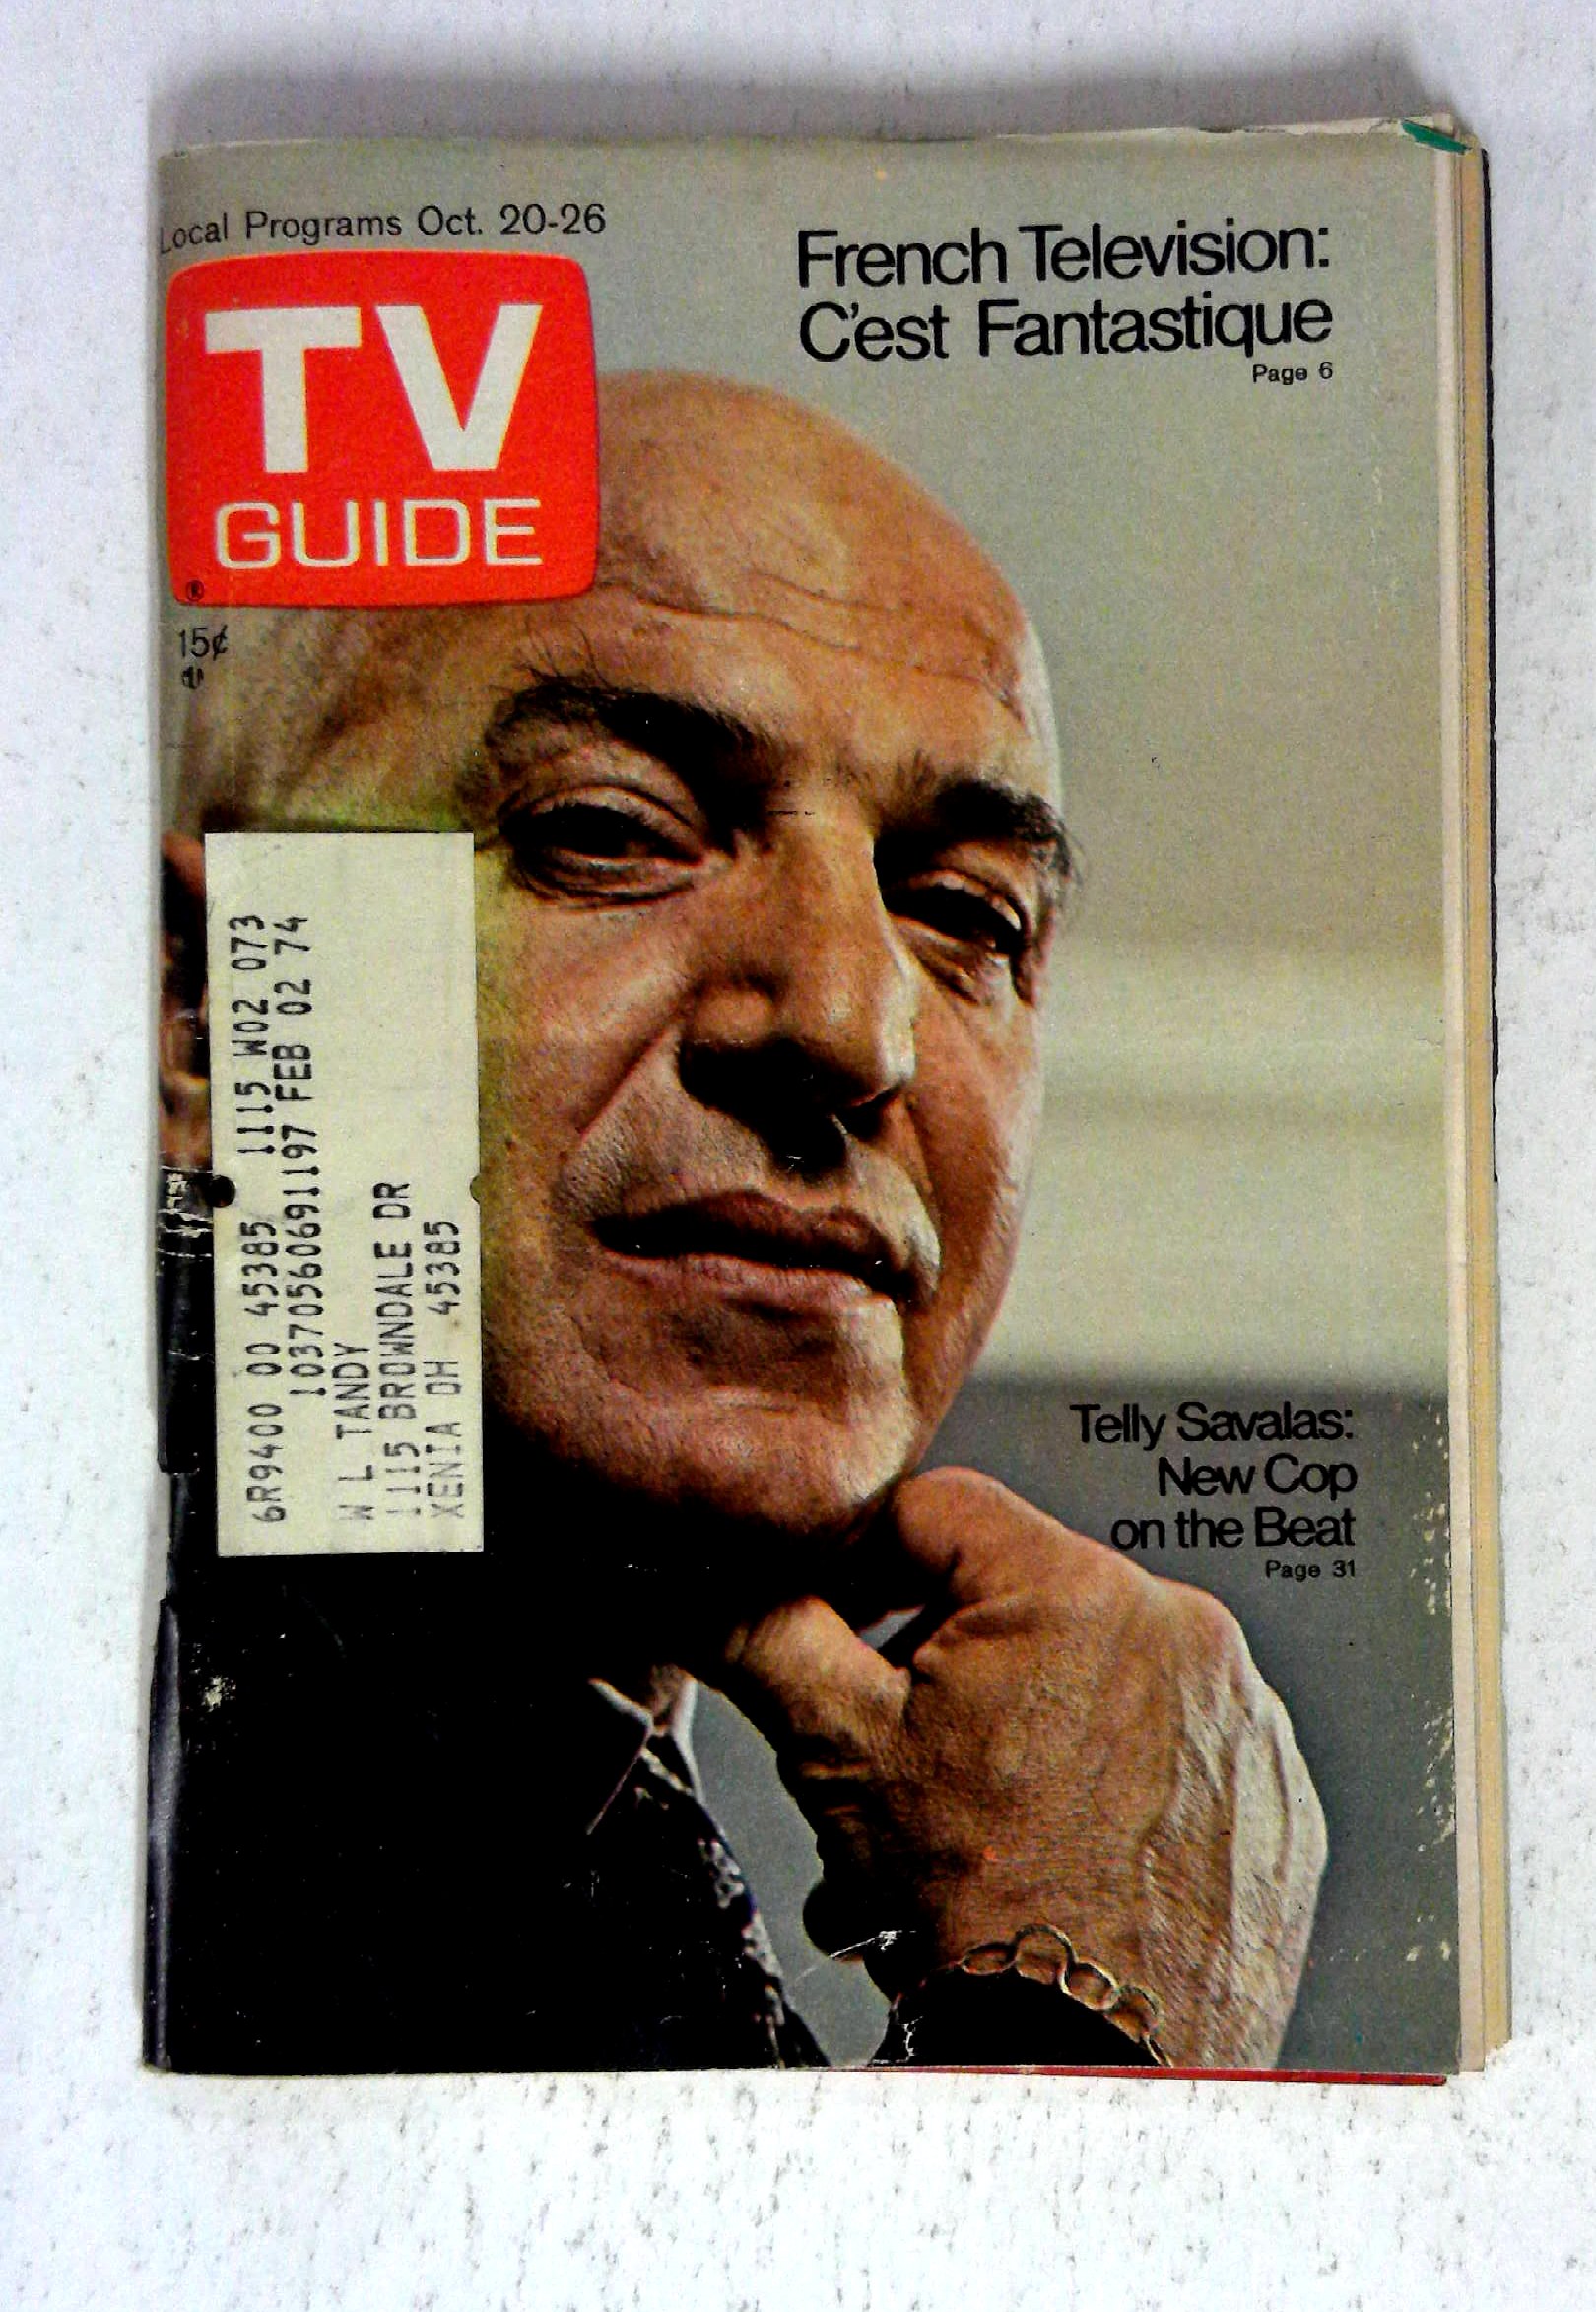 Local Programs Oct. 20-26
TV
GUIDE
®
15¢
French Television:
C'est Fantastique
Page 6
6R9400 00 45385 1115 W02 073
103705606911197 FEB 02 74
W L TANDY
1115 BROWNDALE DR
XENIA OH 45385
Telly Savalas:
New Cop
on the Beat
Page 31